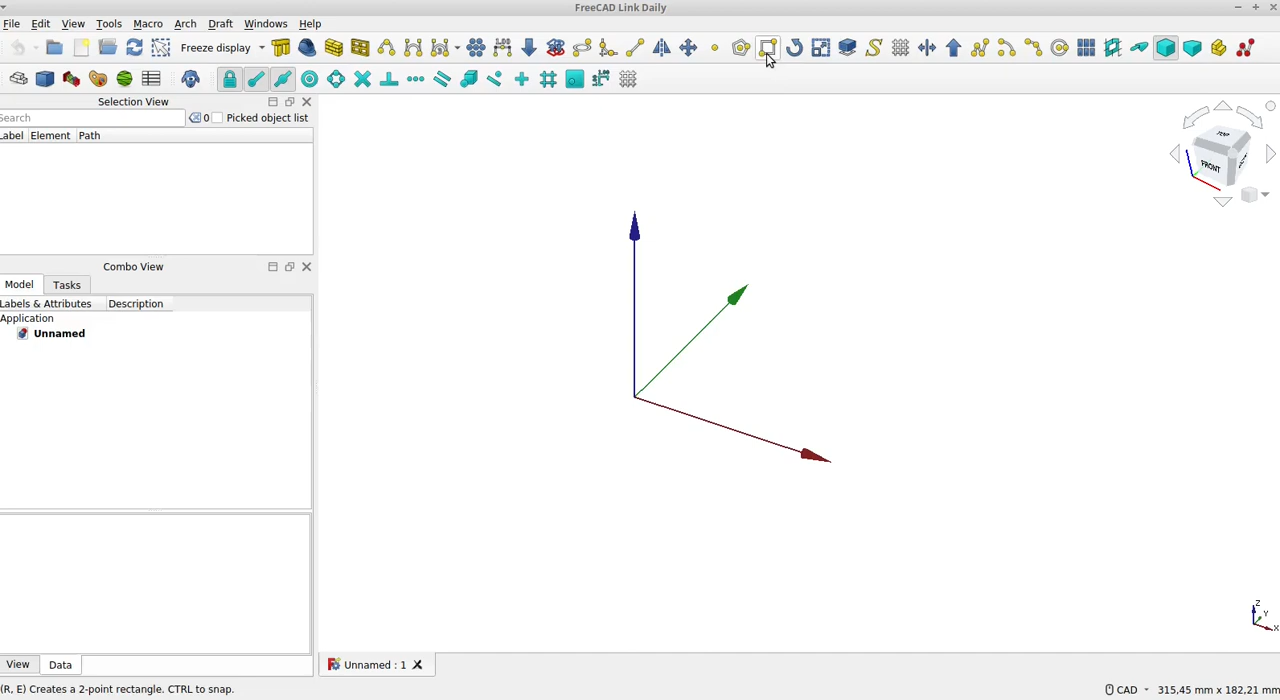 FreeCAD Link Daily
File Edit View Tools Macro Arch Draft Windows Help
Freeze display
Selection View
Search 0 Picked object list
Label Element Path
Combo View
Model Tasks
Labels & Attributes Description
Application
Unnamed
TOP
FRONT
Z
Y
X
View Data
Unnamed : 1
(R, E) Creates a 2-point rectangle. CTRL to snap.
CAD 315,45 mm x 182,21 mm